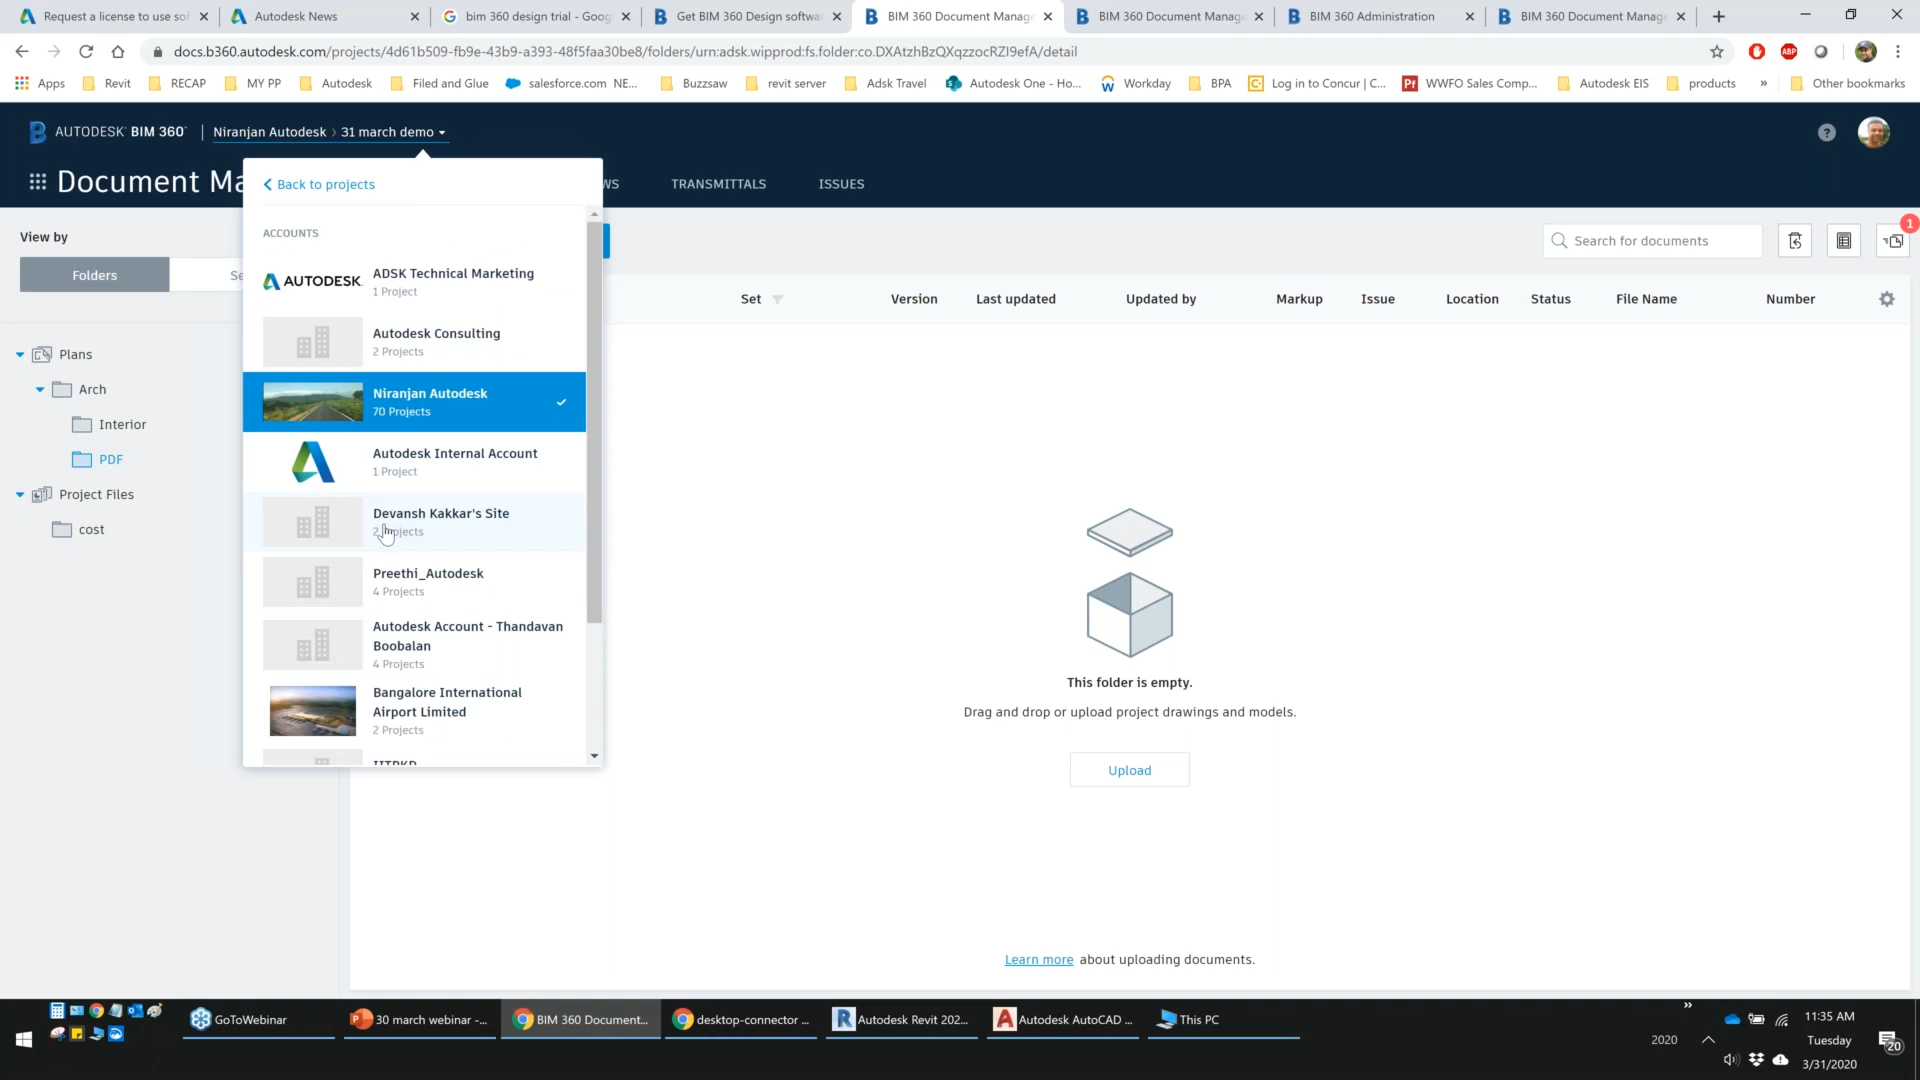 Request a license to use sof
Autodesk News
bim 360 design trial - Goog
Get BIM 360 Design softwar
BIM 360 Document Manag
BIM 360 Document Manag
BIM 360 Administration
BIM 360 Document Manag
docs.b360.autodesk.com/projects/4d61b509-fb9e-43b9-a393-48f5faa30be8/folders/urn:adsk.wipprod:fs.folder:co.DXAtzhBzQXqzzocRZI9efA/detail
ABP
Apps
Revit
RECAP
MY PP
Autodesk
Filed and Glue
salesforce.com NE...
Buzzsaw
revit server
Adsk Travel
Autodesk One - Ho...
Workday
BPA
Log in to Concur | C...
WWFO Sales Comp...
Autodesk EIS
products
»
Other bookmarks
AUTODESK BIM 360
Niranjan Autodesk > 31 march demo
Document Ma
WS
TRANSMITTALS
ISSUES
Back to projects
ACCOUNTS
AUTODESK
ADSK Technical Marketing
1 Project
Autodesk Consulting
2 Projects
Niranjan Autodesk
70 Projects
Autodesk Internal Account
1 Project
Devansh Kakkar's Site
2 Projects
Preethi_Autodesk
4 Projects
Autodesk Account - Thandavan
Boobalan
4 Projects
Bangalore International
Airport Limited
2 Projects
View by
Folders
Se
Plans
Arch
Interior
PDF
Project Files
cost
Search for documents
1
Set
Version
Last updated
Updated by
Markup
Issue
Location
Status
File Name
Number
This folder is empty.
Drag and drop or upload project drawings and models.
Upload
Learn more about uploading documents.
GoToWebinar
30 march webinar -...
BIM 360 Document...
desktop-connector ...
Autodesk Revit 202...
Autodesk AutoCAD ...
This PC
»
2020
11:35 AM
Tuesday
3/31/2020
20